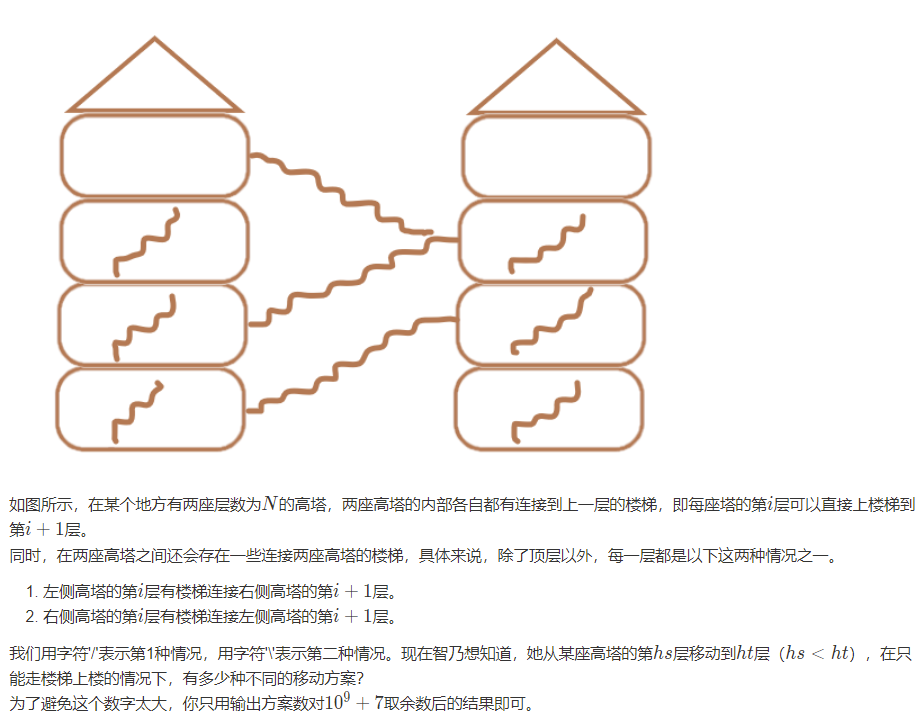 如图所示，在某个地方有两座层数为N的高塔，两座高塔的内部各自都有连接到上一层的楼梯，即每座塔的第i层可以直接上楼梯到
第i + 1层。
同时，在两座高塔之间还会存在一些连接两座高塔的楼梯，具体来说，除了顶层以外，每一层都是以下这两种情况之一。
1. 左侧高塔的第i层有楼梯连接右侧高塔的第i + 1层。
2. 右侧高塔的第i层有楼梯连接左侧高塔的第i + 1层。
我们用字符'/'表示第1种情况，用字符'\'表示第二种情况。现在智乃想知道，她从某座高塔的第hs层移动到ht层（hs < ht），在只
能走楼梯上楼的情况下，有多少种不同的移动方案?
为了避免这个数字太大，你只用输出方案数对10^9 + 7取余数后的结果即可。